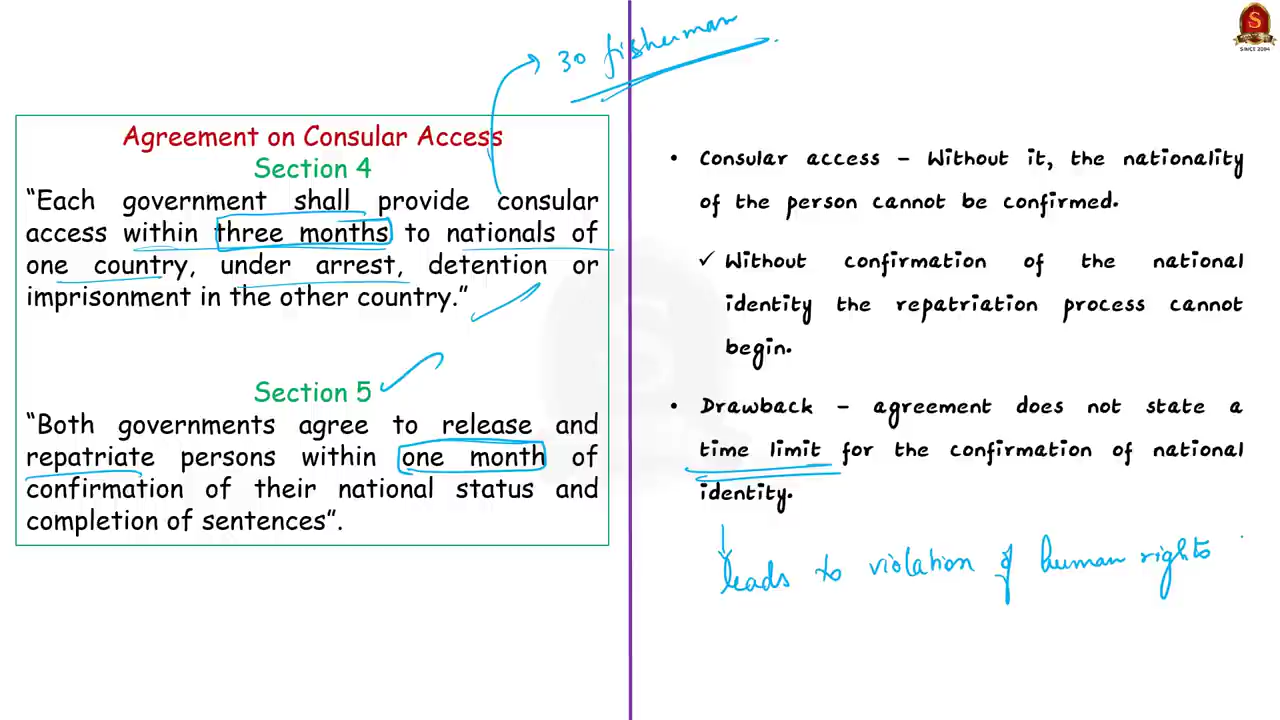 30 fisherman
Agreement on Consular Access
Section 4
“Each government shall provide consular
access within three months to nationals of
one country, under arrest, detention or
imprisonment in the other country.”
Section 5
“Both governments agree to release and
repatriate persons within one month of
confirmation of their national status and
completion of sentences”.
S
SINCE 2004
• Consular access – Without it, the nationality
of the person cannot be confirmed.
✓ Without confirmation of the national
identity the repatriation process cannot
begin.
• Drawback – agreement does not state a
time limit for the confirmation of national
identity.
leads to violation of human rights